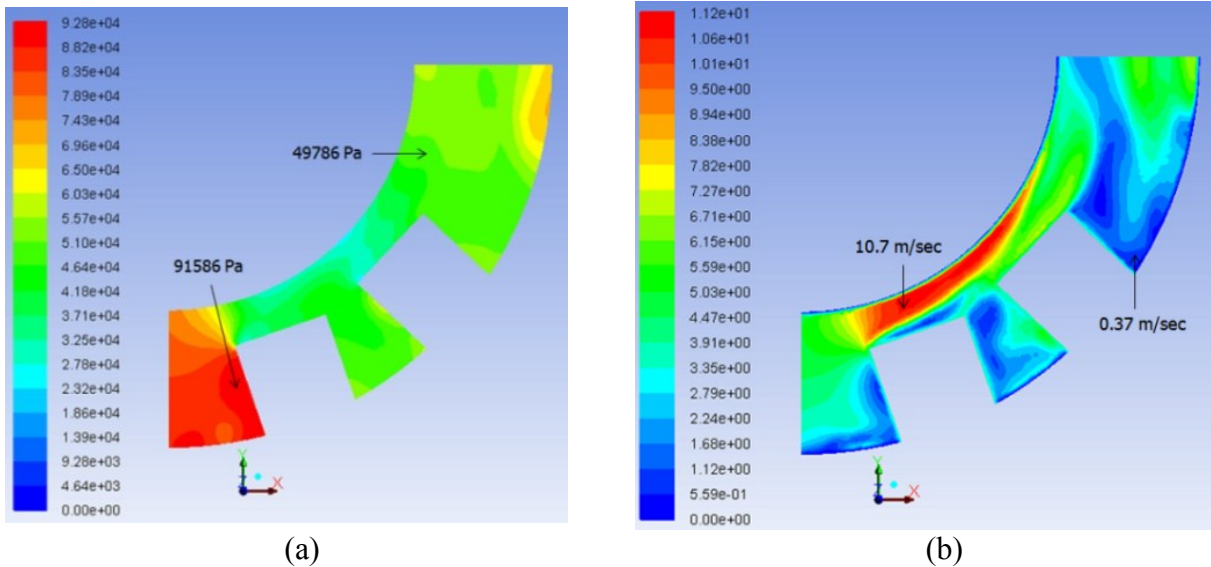 9.28e+04
8.82e+04
8.35e+04
7.89e+04
7.43e+04
6.96e+04
6.50e+04
6.03e+04
5.57e+04
5.10e+04
4.64e+04
4.18e+04
3.71e+04
3.25e+04
2.78e+04
2.32e+04
1.86e+04
1.39e+04
9.28e+03
4.64e+03
0.00e+00
49786 Pa
91586 Pa
Y
Z
X
(a)
1.12e+01
1.06e+01
1.01e+01
9.50e+00
8.94e+00
8.38e+00
7.82e+00
7.27e+00
6.71e+00
6.15e+00
5.59e+00
5.03e+00
4.47e+00
3.91e+00
3.35e+00
2.79e+00
2.24e+00
1.68e+00
1.12e+00
5.59e-01
0.00e+00
10.7 m/sec
0.37 m/sec
Y
Z
X
(b)